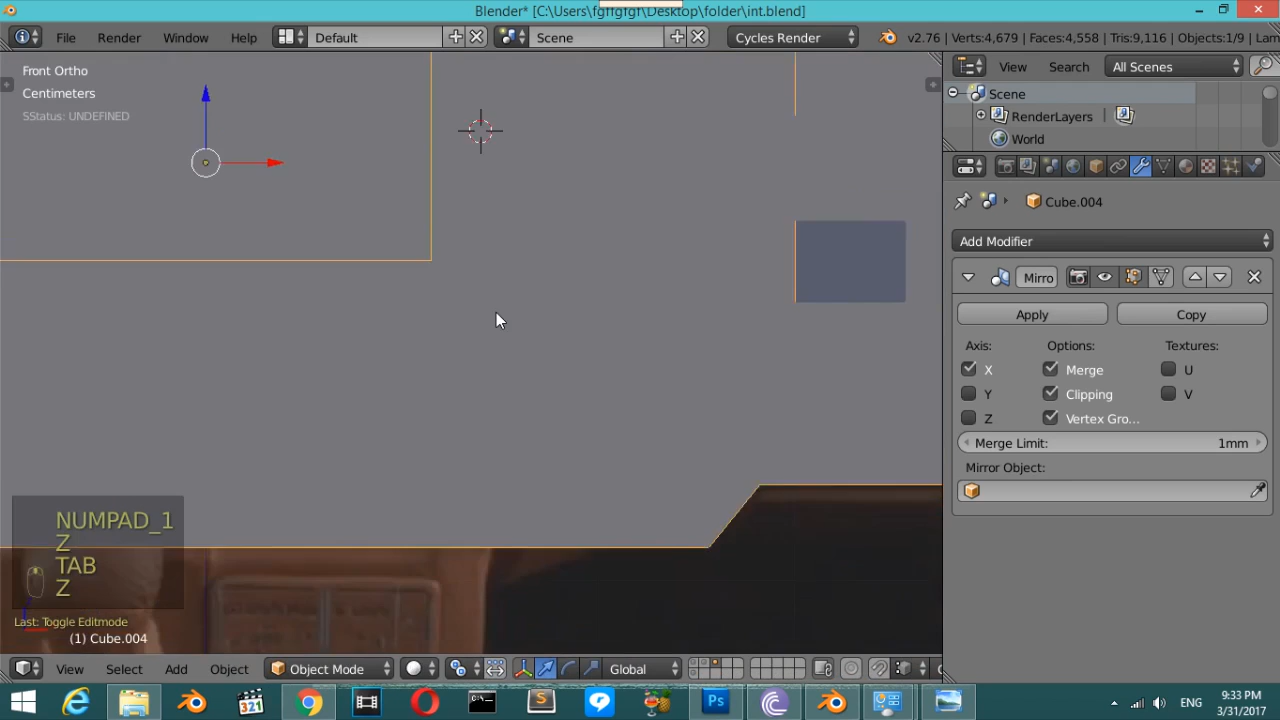 Blender* [C:\Users\fgffgfgf\Desktop\folder\int.blend]
File Render Window Help Default Scene Cycles Render v2.76 | Verts:4,679 | Faces:4,558 | Tris:9,116 | Objects:1/9 | Lam
Front Ortho
Centimeters
SStatus: UNDEFINED
View Search All Scenes
Scene
RenderLayers
World
Cube.004
Add Modifier
Mirro
Apply Copy
Axis: Options: Textures:
X Merge U
Y Clipping V
Z Vertex Gro...
Merge Limit: 1mm
Mirror Object:
NUMPAD_1
Z
TAB
Z
Last: Toggle Editmode
(1) Cube.004
View Select Add Object Object Mode Global
321
Ps
ENG
9:33 PM
3/31/2017